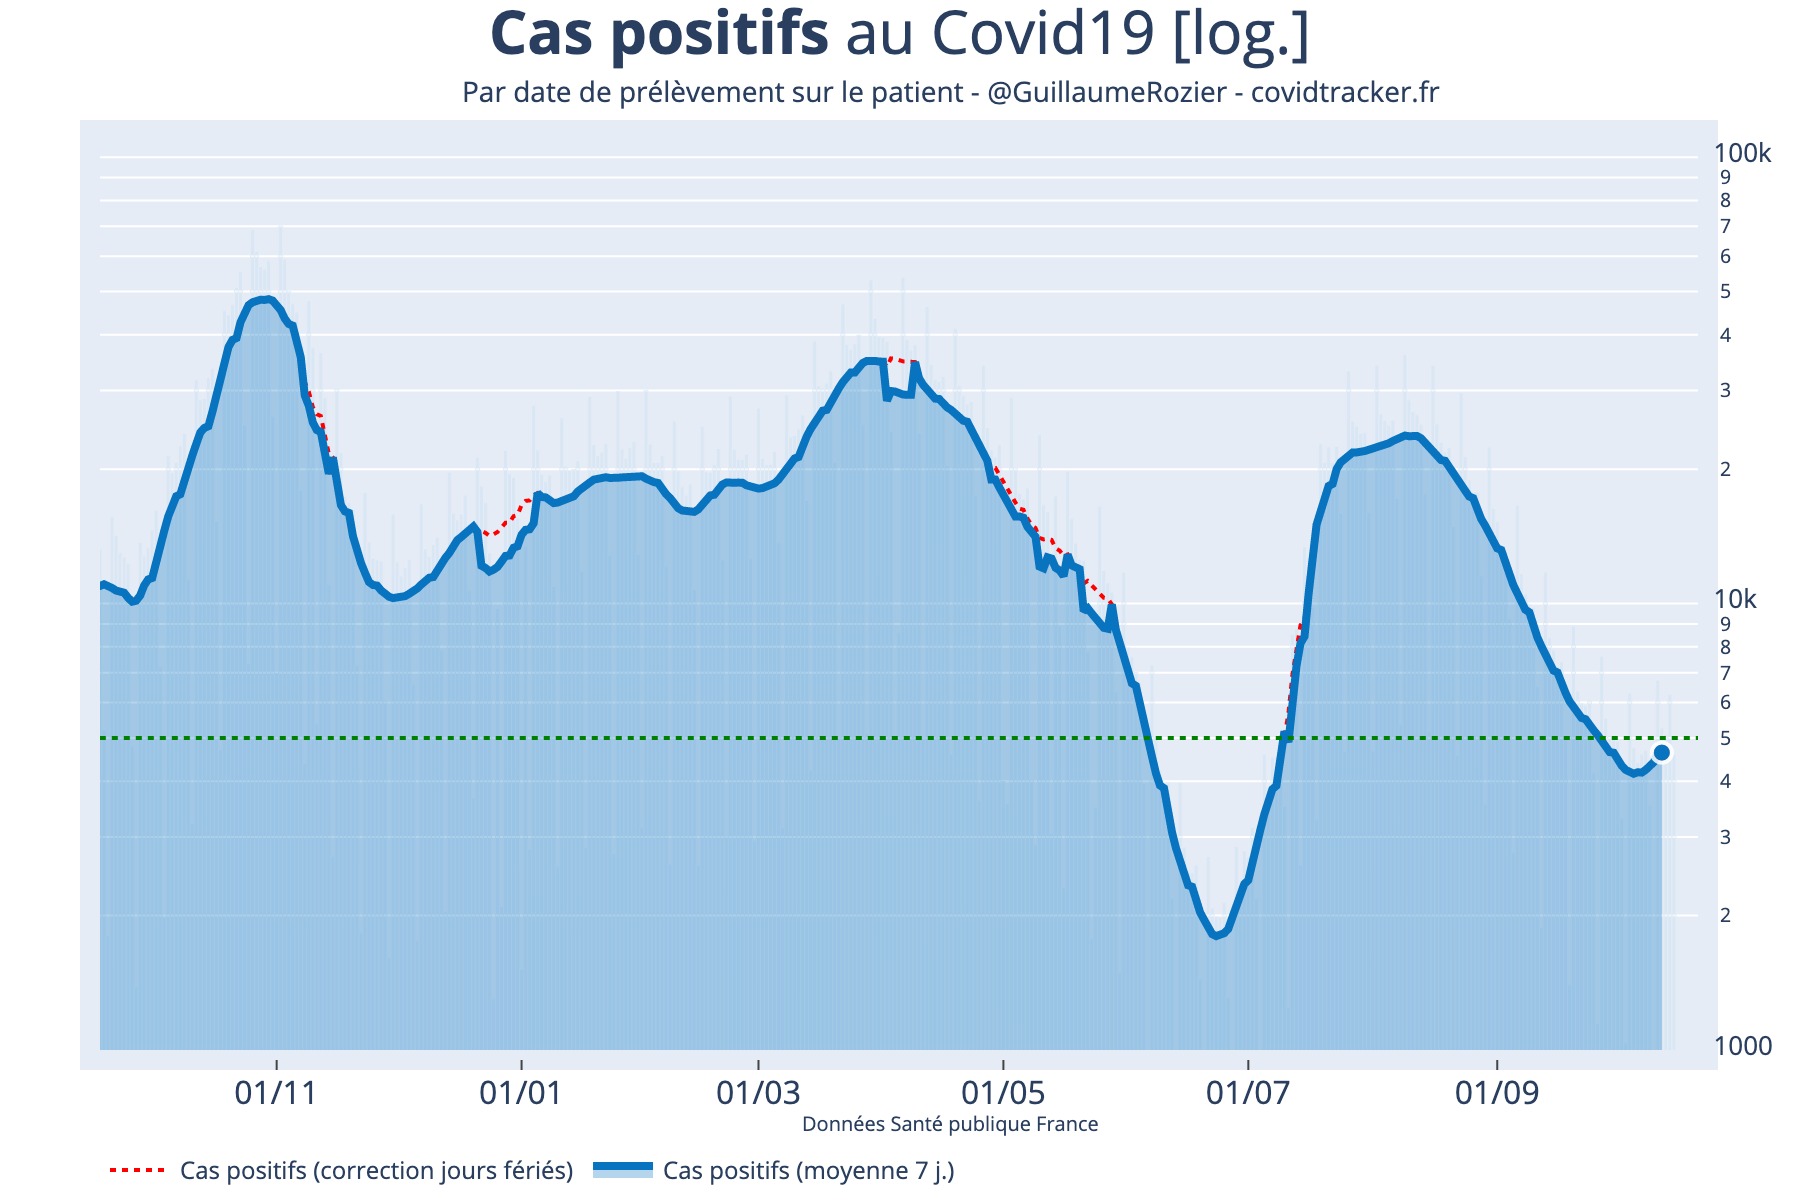 Cas positifs au Covid19 [log.]
Par date de prélèvement sur le patient - @GuillaumeRozier - covidtracker.fr
100k
9
8
7
6
5
4
3
2
10k
9
8
7
6
5
4
3
2
1000
01/11 01/01 01/03 01/05 01/07 01/09
Données Santé publique France
Cas positifs (correction jours fériés) Cas positifs (moyenne 7 j.)